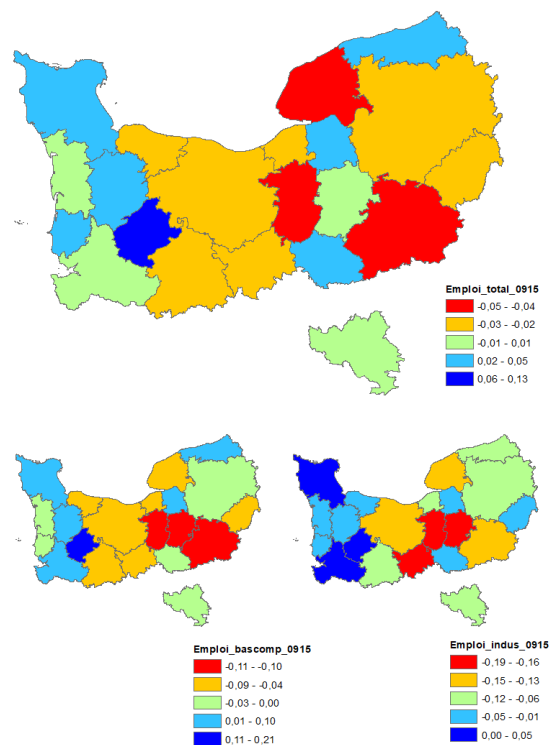 Emploi_total_0915
-0,05 - -0,04
-0,03 - -0,02
-0,01 - 0,01
0,02 - 0,05
0,06 - 0,13
Emploi_bascomp_0915
-0,11 - -0,10
-0,09 - -0,04
-0,03 - 0,00
0,01 - 0,10
0,11 - 0,21
Emploi_indus_0915
-0,19 - -0,16
-0,15 - -0,13
-0,12 - -0,06
-0,05 - -0,01
0,00 - 0,05